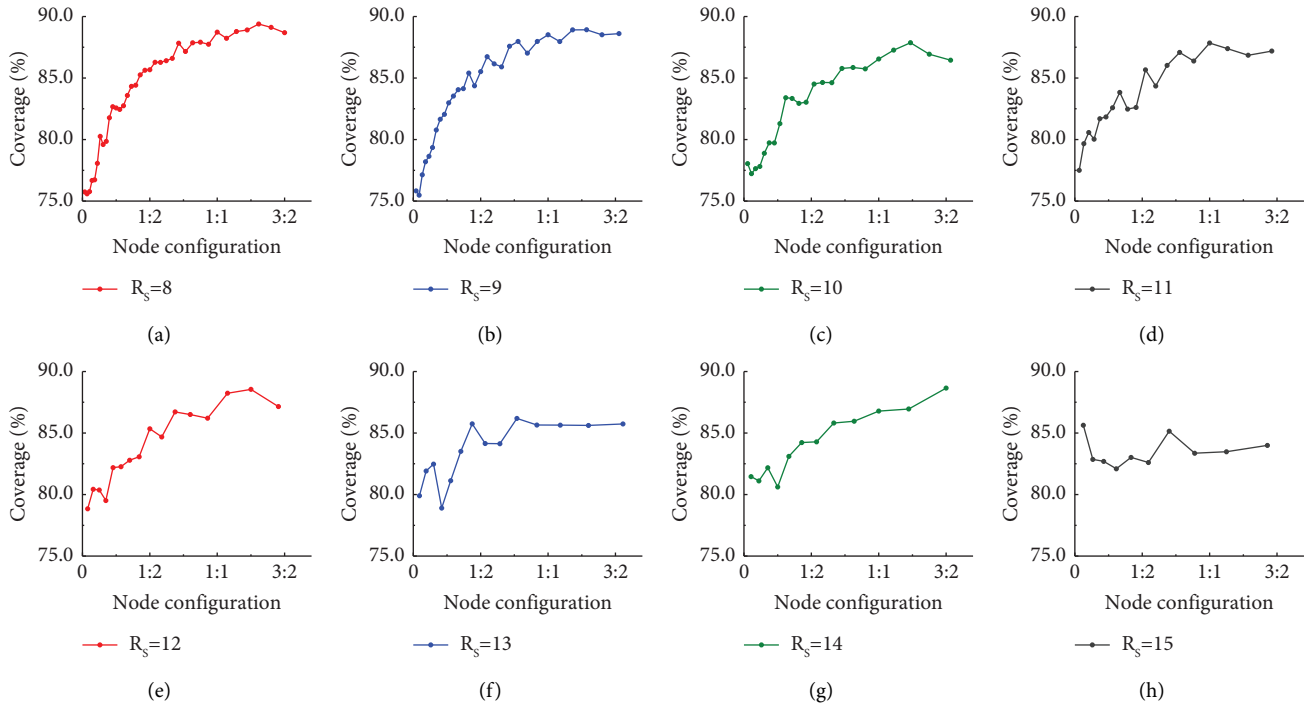 90.0
85.0
80.0
75.0
Coverage (%)
0 1:2 1:1 3:2
Node configuration
Rs=8
(a)
90.0
85.0
80.0
75.0
Coverage (%)
0 1:2 1:1 3:2
Node configuration
Rs=9
(b)
90.0
85.0
80.0
75.0
Coverage (%)
0 1:2 1:1 3:2
Node configuration
Rs=10
(c)
90.0
85.0
80.0
75.0
Coverage (%)
0 1:2 1:1 3:2
Node configuration
Rs=11
(d)
90.0
85.0
80.0
75.0
Coverage (%)
0 1:2 1:1 3:2
Node configuration
Rs=12
(e)
90.0
85.0
80.0
75.0
Coverage (%)
0 1:2 1:1 3:2
Node configuration
Rs=13
(f)
90.0
85.0
80.0
75.0
Coverage (%)
0 1:2 1:1 3:2
Node configuration
Rs=14
(g)
90.0
85.0
80.0
75.0
Coverage (%)
0 1:2 1:1 3:2
Node configuration
Rs=15
(h)